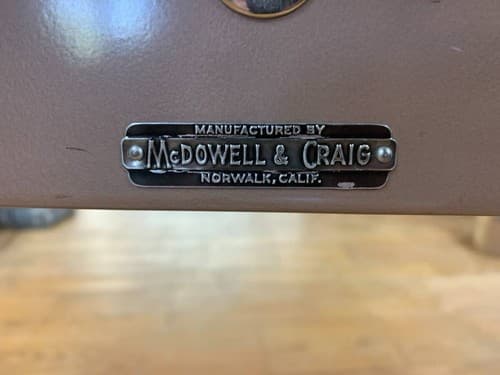 MANUFACTURED BY
McDOWELL & CRAIG
NORWALK, CALIF.